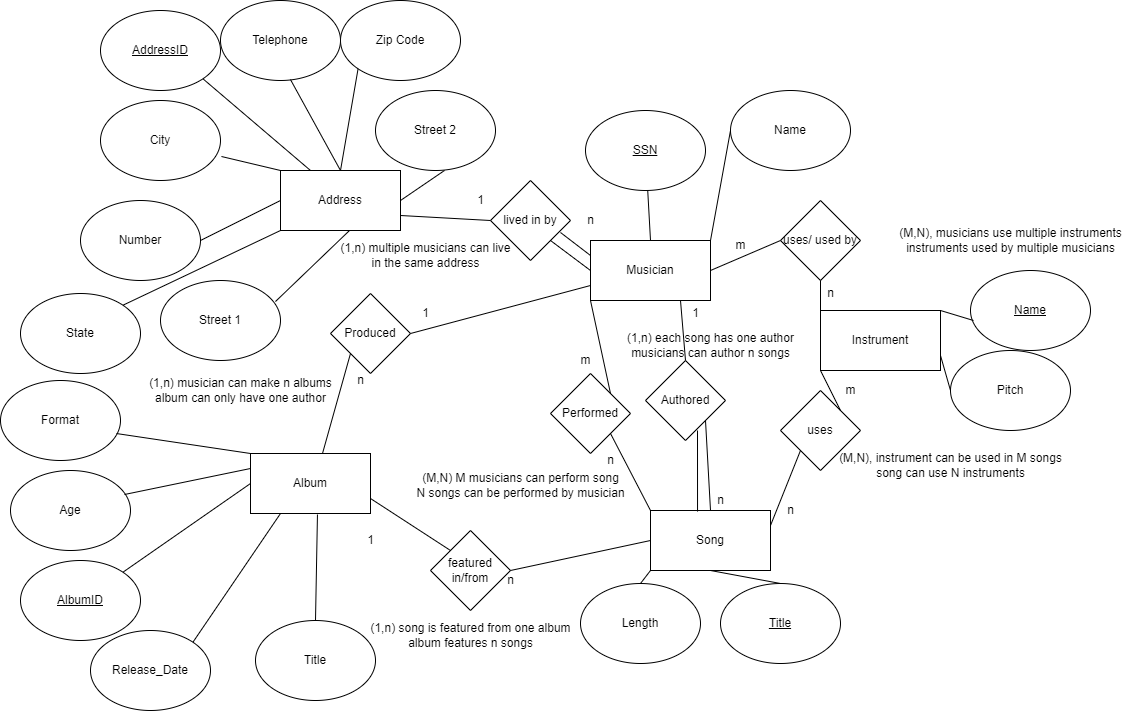 AddressID
Telephone
Zip Code
City
Street 2
SSN
Name
Address
1
lived in by
n
Number
(1,n) multiple musicians can live
in the same address
Musician
m
uses/ used by
(M,N), musicians use multiple instruments
instruments used by multiple musicians
n
State
Street 1
Produced
1
1
Name
(1,n) each song has one author
musicians can author n songs
Instrument
(1,n) musician can make n albums
album can only have one author
n
m
Pitch
m
Format
Performed
Authored
uses
(M,N), instrument can be used in M songs
song can use N instruments
n
(M,N) M musicians can perform song
N songs can be performed by musician
Album
Age
n
n
1
Song
featured
in/from
n
AlbumID
(1,n) song is featured from one album
album features n songs
Length
Title
Release_Date
Title